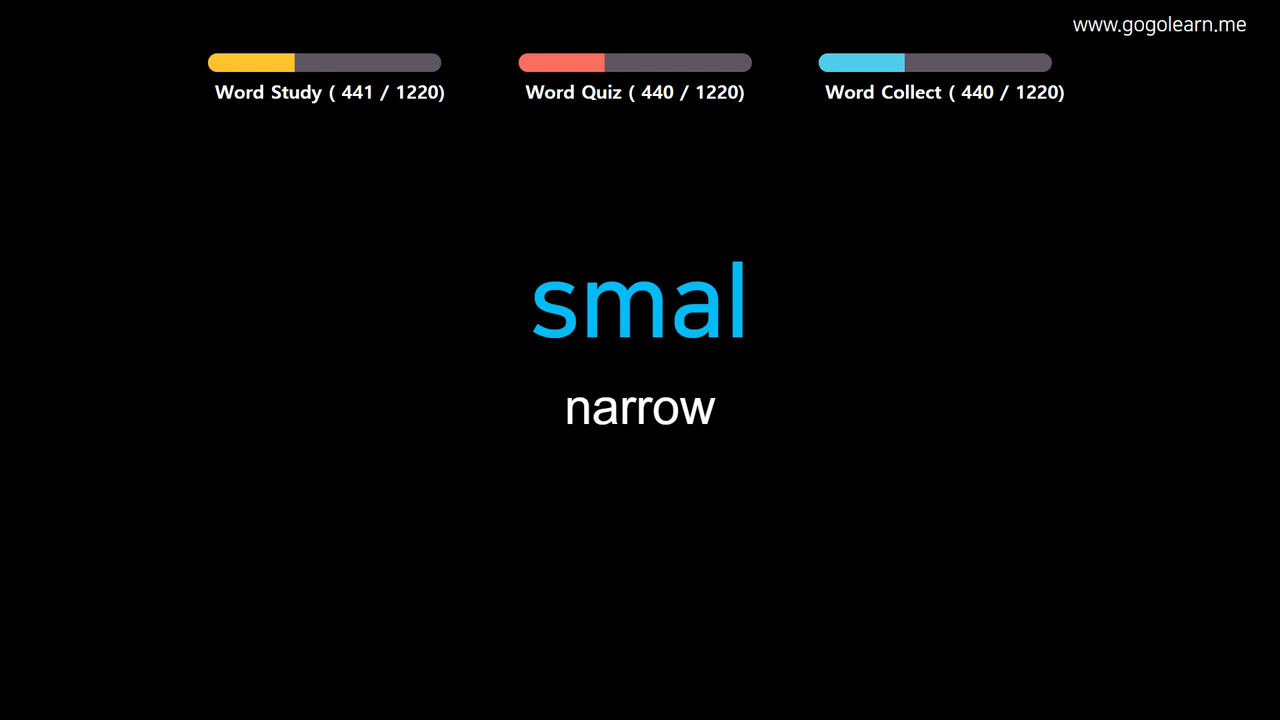 www.gogolearn.me
Word Study ( 441 / 1220)
Word Quiz ( 440 / 1220)
Word Collect ( 440 / 1220)
smal
narrow